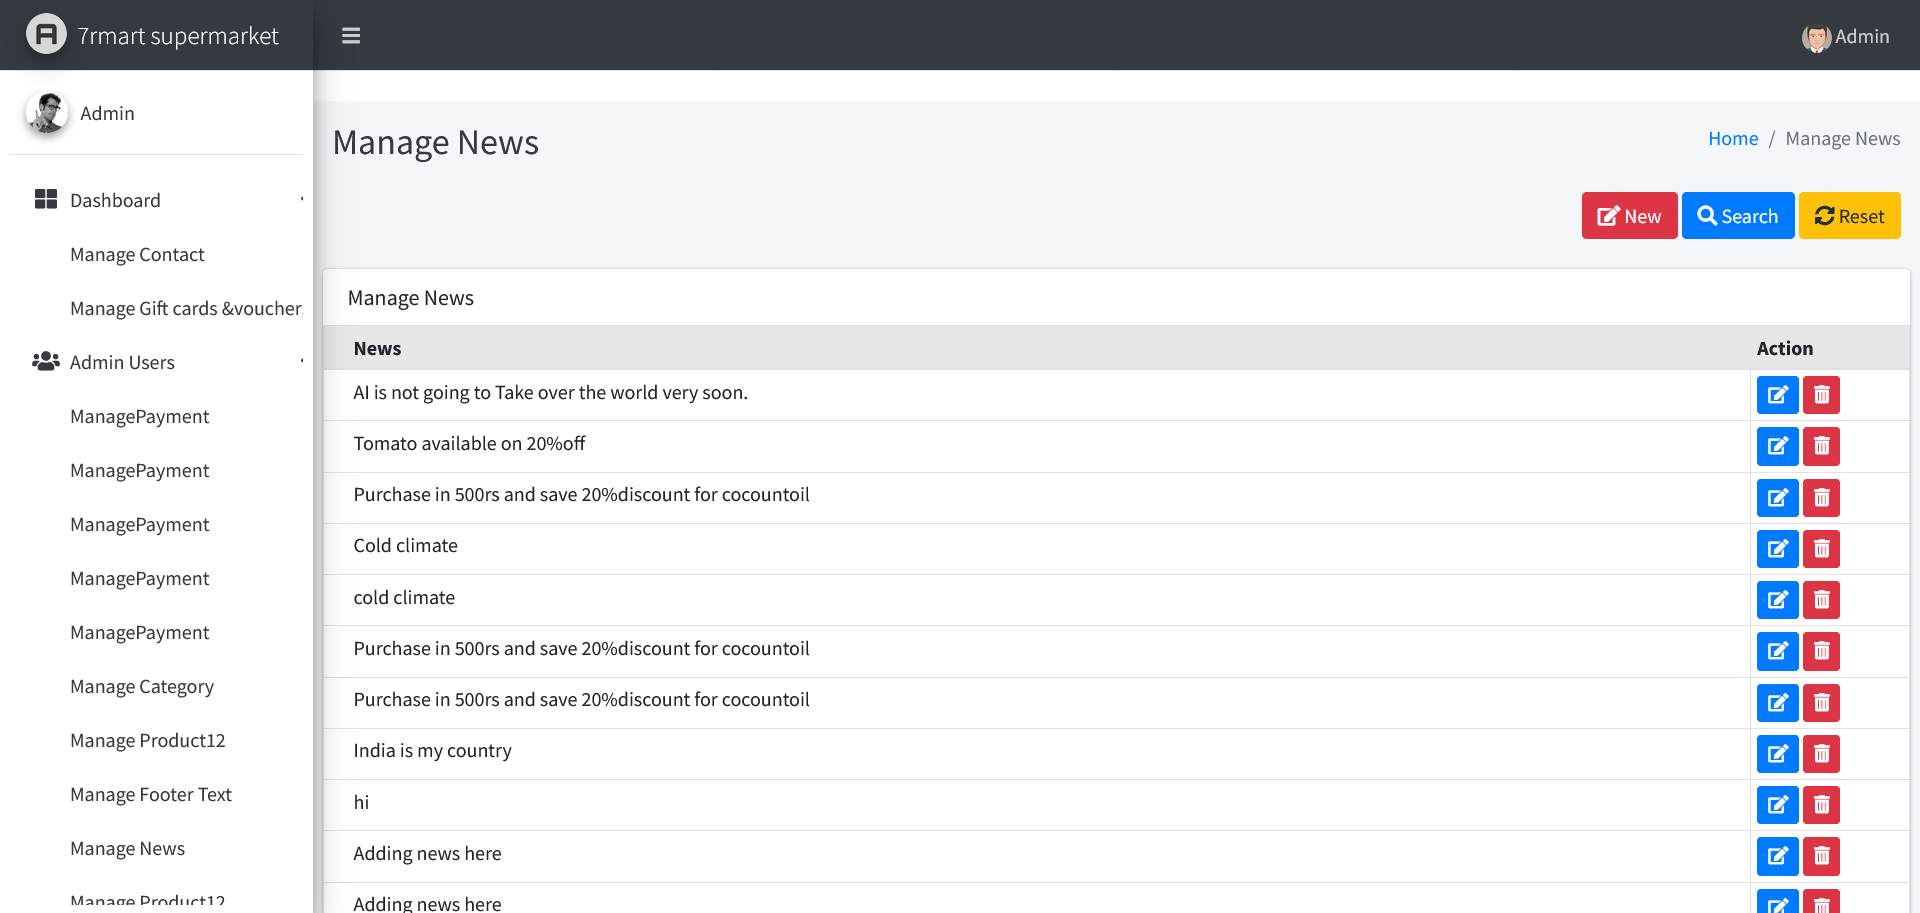 7rmart supermarket
Admin
Admin
Dashboard
Manage Contact
Manage Gift cards &voucher
Admin Users
ManagePayment
ManagePayment
ManagePayment
ManagePayment
ManagePayment
Manage Category
Manage Product12
Manage Footer Text
Manage News
Manage Product12
Manage News
Home / Manage News
New Search Reset
Manage News
News Action
AI is not going to Take over the world very soon.
Tomato available on 20%off
Purchase in 500rs and save 20%discount for cocountoil
Cold climate
cold climate
Purchase in 500rs and save 20%discount for cocountoil
Purchase in 500rs and save 20%discount for cocountoil
India is my country
hi
Adding news here
Adding news here